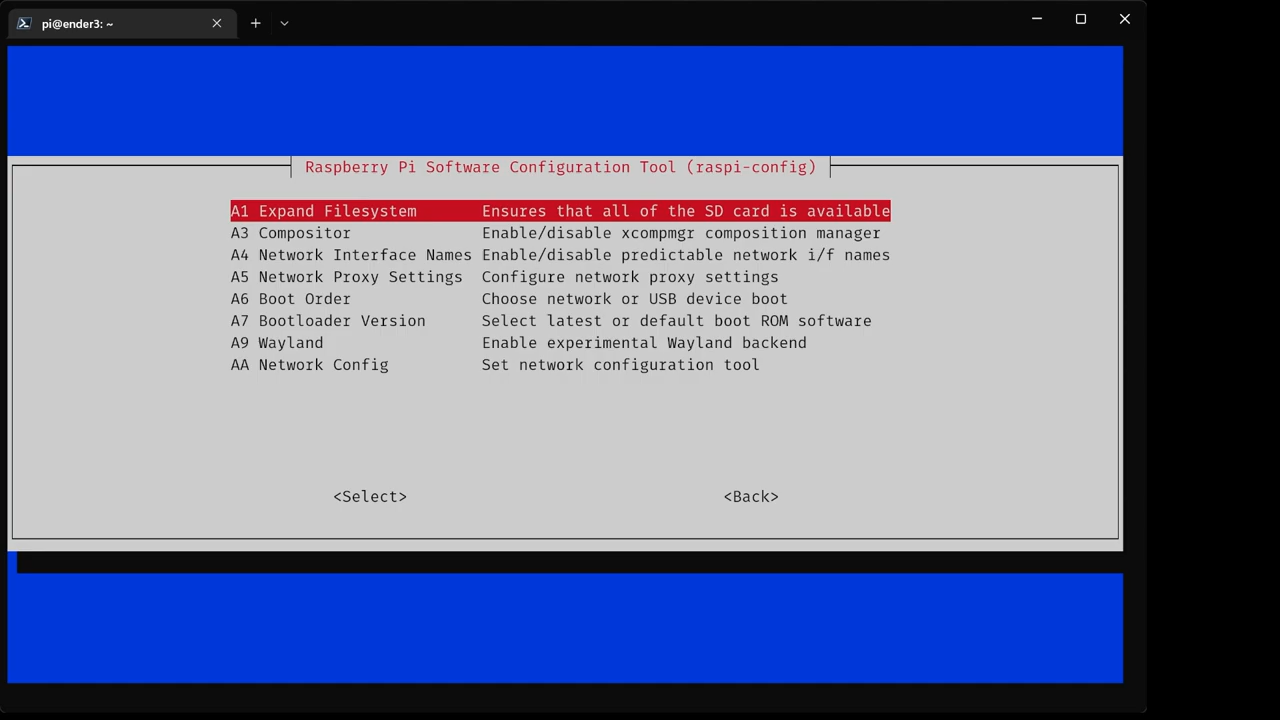 pi@ender3: ~
Raspberry Pi Software Configuration Tool (raspi-config)
A1 Expand Filesystem Ensures that all of the SD card is available
A3 Compositor Enable/disable xcompmgr composition manager
A4 Network Interface Names Enable/disable predictable network i/f names
A5 Network Proxy Settings Configure network proxy settings
A6 Boot Order Choose network or USB device boot
A7 Bootloader Version Select latest or default boot ROM software
A9 Wayland Enable experimental Wayland backend
AA Network Config Set network configuration tool
<Select> <Back>